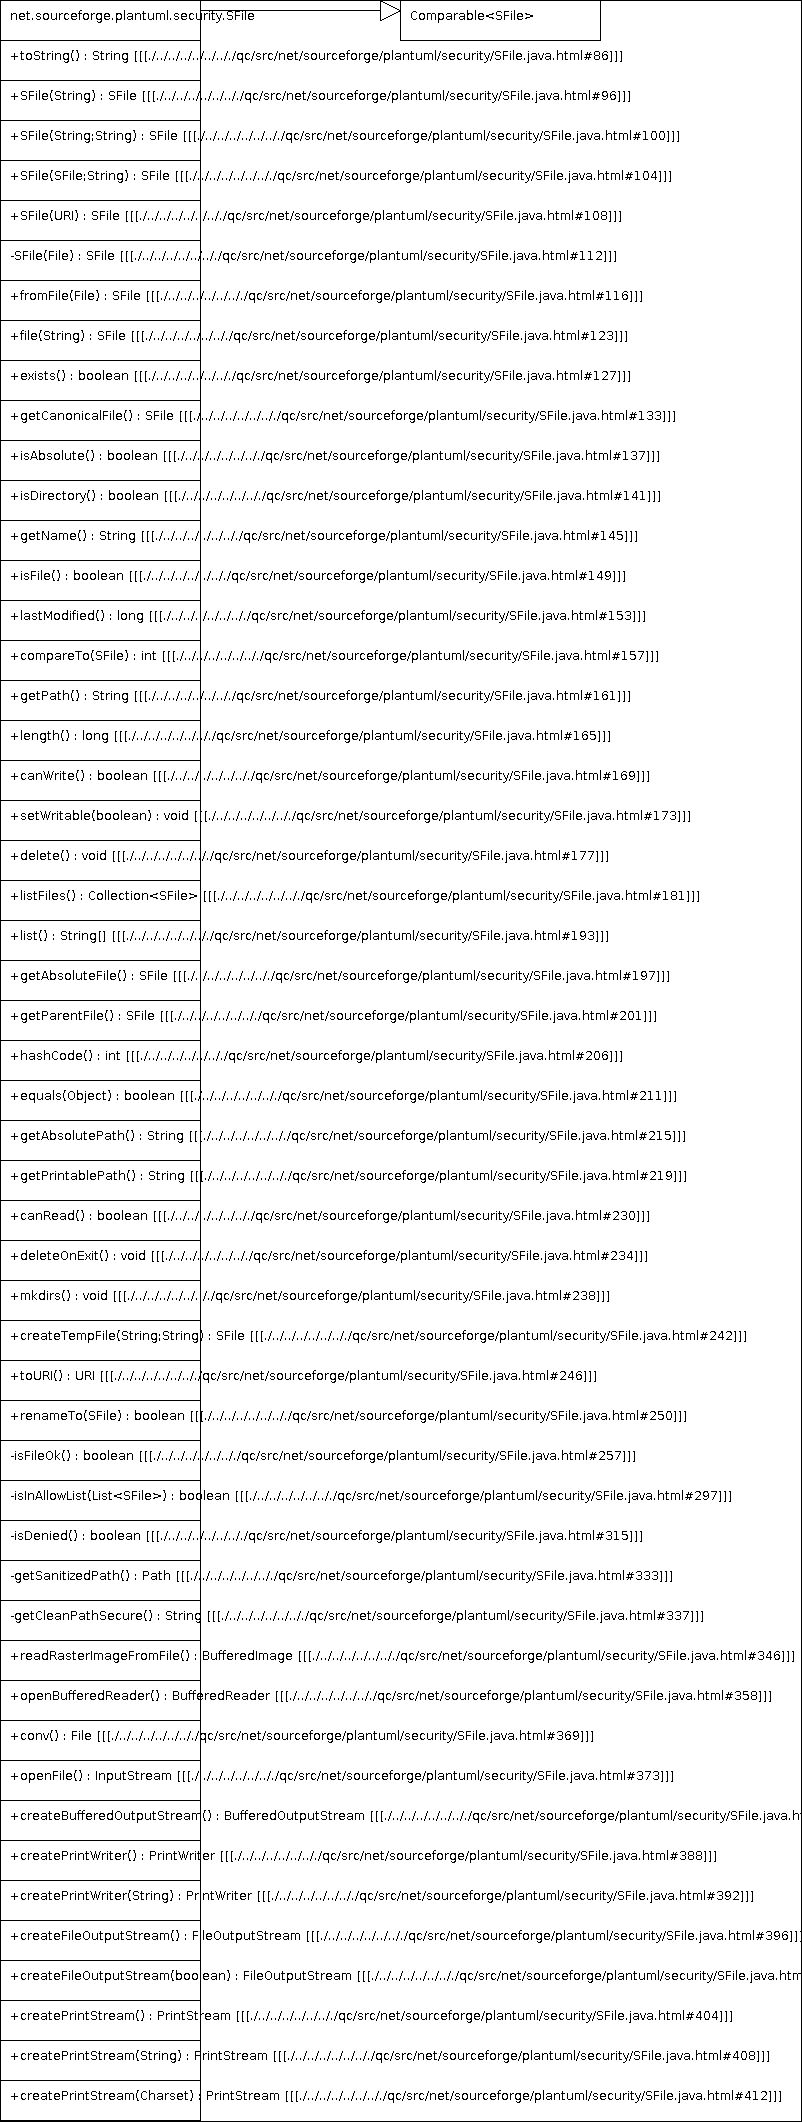 net.sourceforge.plantuml.security.SFile
Comparable<SFile>
+toString() : String [[[./../../../../../../qc/src/net/sourceforge/plantuml/security/SFile.java.html#86]]]
+SFile(String) : SFile [[[./../../../../../../qc/src/net/sourceforge/plantuml/security/SFile.java.html#96]]]
+SFile(String;String) : SFile [[[./../../../../../../qc/src/net/sourceforge/plantuml/security/SFile.java.html#100]]]
+SFile(SFile;String) : SFile [[[./../../../../../../qc/src/net/sourceforge/plantuml/security/SFile.java.html#104]]]
+SFile(URI) : SFile [[[./../../../../../../qc/src/net/sourceforge/plantuml/security/SFile.java.html#108]]]
-SFile(File) : SFile [[[./../../../../../../qc/src/net/sourceforge/plantuml/security/SFile.java.html#112]]]
+fromFile(File) : SFile [[[./../../../../../../qc/src/net/sourceforge/plantuml/security/SFile.java.html#116]]]
+file(String) : SFile [[[./../../../../../../qc/src/net/sourceforge/plantuml/security/SFile.java.html#123]]]
+exists() : boolean [[[./../../../../../../qc/src/net/sourceforge/plantuml/security/SFile.java.html#127]]]
+getCanonicalFile() : SFile [[[./../../../../../../qc/src/net/sourceforge/plantuml/security/SFile.java.html#133]]]
+isAbsolute() : boolean [[[./../../../../../../qc/src/net/sourceforge/plantuml/security/SFile.java.html#137]]]
+isDirectory() : boolean [[[./../../../../../../qc/src/net/sourceforge/plantuml/security/SFile.java.html#141]]]
+getName() : String [[[./../../../../../../qc/src/net/sourceforge/plantuml/security/SFile.java.html#145]]]
+isFile() : boolean [[[./../../../../../../qc/src/net/sourceforge/plantuml/security/SFile.java.html#149]]]
+lastModified() : long [[[./../../../../../../qc/src/net/sourceforge/plantuml/security/SFile.java.html#153]]]
+compareTo(SFile) : int [[[./../../../../../../qc/src/net/sourceforge/plantuml/security/SFile.java.html#157]]]
+getPath() : String [[[./../../../../../../qc/src/net/sourceforge/plantuml/security/SFile.java.html#161]]]
+length() : long [[[./../../../../../../qc/src/net/sourceforge/plantuml/security/SFile.java.html#165]]]
+canWrite() : boolean [[[./../../../../../../qc/src/net/sourceforge/plantuml/security/SFile.java.html#169]]]
+setWritable(boolean) : void [[[./../../../../../../qc/src/net/sourceforge/plantuml/security/SFile.java.html#173]]]
+delete() : void [[[./../../../../../../qc/src/net/sourceforge/plantuml/security/SFile.java.html#177]]]
+listFiles() : Collection<SFile> [[[./../../../../../../qc/src/net/sourceforge/plantuml/security/SFile.java.html#181]]]
+list() : String[] [[[./../../../../../../qc/src/net/sourceforge/plantuml/security/SFile.java.html#193]]]
+getAbsoluteFile() : SFile [[[./../../../../../../qc/src/net/sourceforge/plantuml/security/SFile.java.html#197]]]
+getParentFile() : SFile [[[./../../../../../../qc/src/net/sourceforge/plantuml/security/SFile.java.html#201]]]
+hashCode() : int [[[./../../../../../../qc/src/net/sourceforge/plantuml/security/SFile.java.html#206]]]
+equals(Object) : boolean [[[./../../../../../../qc/src/net/sourceforge/plantuml/security/SFile.java.html#211]]]
+getAbsolutePath() : String [[[./../../../../../../qc/src/net/sourceforge/plantuml/security/SFile.java.html#215]]]
+getPrintablePath() : String [[[./../../../../../../qc/src/net/sourceforge/plantuml/security/SFile.java.html#219]]]
+canRead() : boolean [[[./../../../../../../qc/src/net/sourceforge/plantuml/security/SFile.java.html#230]]]
+deleteOnExit() : void [[[./../../../../../../qc/src/net/sourceforge/plantuml/security/SFile.java.html#234]]]
+mkdirs() : void [[[./../../../../../../qc/src/net/sourceforge/plantuml/security/SFile.java.html#238]]]
+createTempFile(String;String) : SFile [[[./../../../../../../qc/src/net/sourceforge/plantuml/security/SFile.java.html#242]]]
+toURI() : URI [[[./../../../../../../qc/src/net/sourceforge/plantuml/security/SFile.java.html#246]]]
+renameTo(SFile) : boolean [[[./../../../../../../qc/src/net/sourceforge/plantuml/security/SFile.java.html#250]]]
-isFileOk() : boolean [[[./../../../../../../qc/src/net/sourceforge/plantuml/security/SFile.java.html#257]]]
-isInAllowList(List<SFile>) : boolean [[[./../../../../../../qc/src/net/sourceforge/plantuml/security/SFile.java.html#297]]]
-isDenied() : boolean [[[./../../../../../../qc/src/net/sourceforge/plantuml/security/SFile.java.html#315]]]
-getSanitizedPath() : Path [[[./../../../../../../qc/src/net/sourceforge/plantuml/security/SFile.java.html#333]]]
-getCleanPathSecure() : String [[[./../../../../../../qc/src/net/sourceforge/plantuml/security/SFile.java.html#337]]]
+readRasterImageFromFile() : BufferedImage [[[./../../../../../../qc/src/net/sourceforge/plantuml/security/SFile.java.html#346]]]
+openBufferedReader() : BufferedReader [[[./../../../../../../qc/src/net/sourceforge/plantuml/security/SFile.java.html#358]]]
+conv() : File [[[./../../../../../../qc/src/net/sourceforge/plantuml/security/SFile.java.html#369]]]
+openFile() : InputStream [[[./../../../../../../qc/src/net/sourceforge/plantuml/security/SFile.java.html#373]]]
+createBufferedOutputStream() : BufferedOutputStream [[[./../../../../../../qc/src/net/sourceforge/plantuml/security/SFile.java.h
+createPrintWriter() : PrintWriter [[[./../../../../../../qc/src/net/sourceforge/plantuml/security/SFile.java.html#388]]]
+createPrintWriter(String) : PrintWriter [[[./../../../../../../qc/src/net/sourceforge/plantuml/security/SFile.java.html#392]]]
+createFileOutputStream() : FileOutputStream [[[./../../../../../../qc/src/net/sourceforge/plantuml/security/SFile.java.html#396]]]
+createFileOutputStream(boolean) : FileOutputStream [[[./../../../../../../qc/src/net/sourceforge/plantuml/security/SFile.java.htm
+createPrintStream() : PrintStream [[[./../../../../../../qc/src/net/sourceforge/plantuml/security/SFile.java.html#404]]]
+createPrintStream(String) : PrintStream [[[./../../../../../../qc/src/net/sourceforge/plantuml/security/SFile.java.html#408]]]
+createPrintStream(Charset) : PrintStream [[[./../../../../../../qc/src/net/sourceforge/plantuml/security/SFile.java.html#412]]]